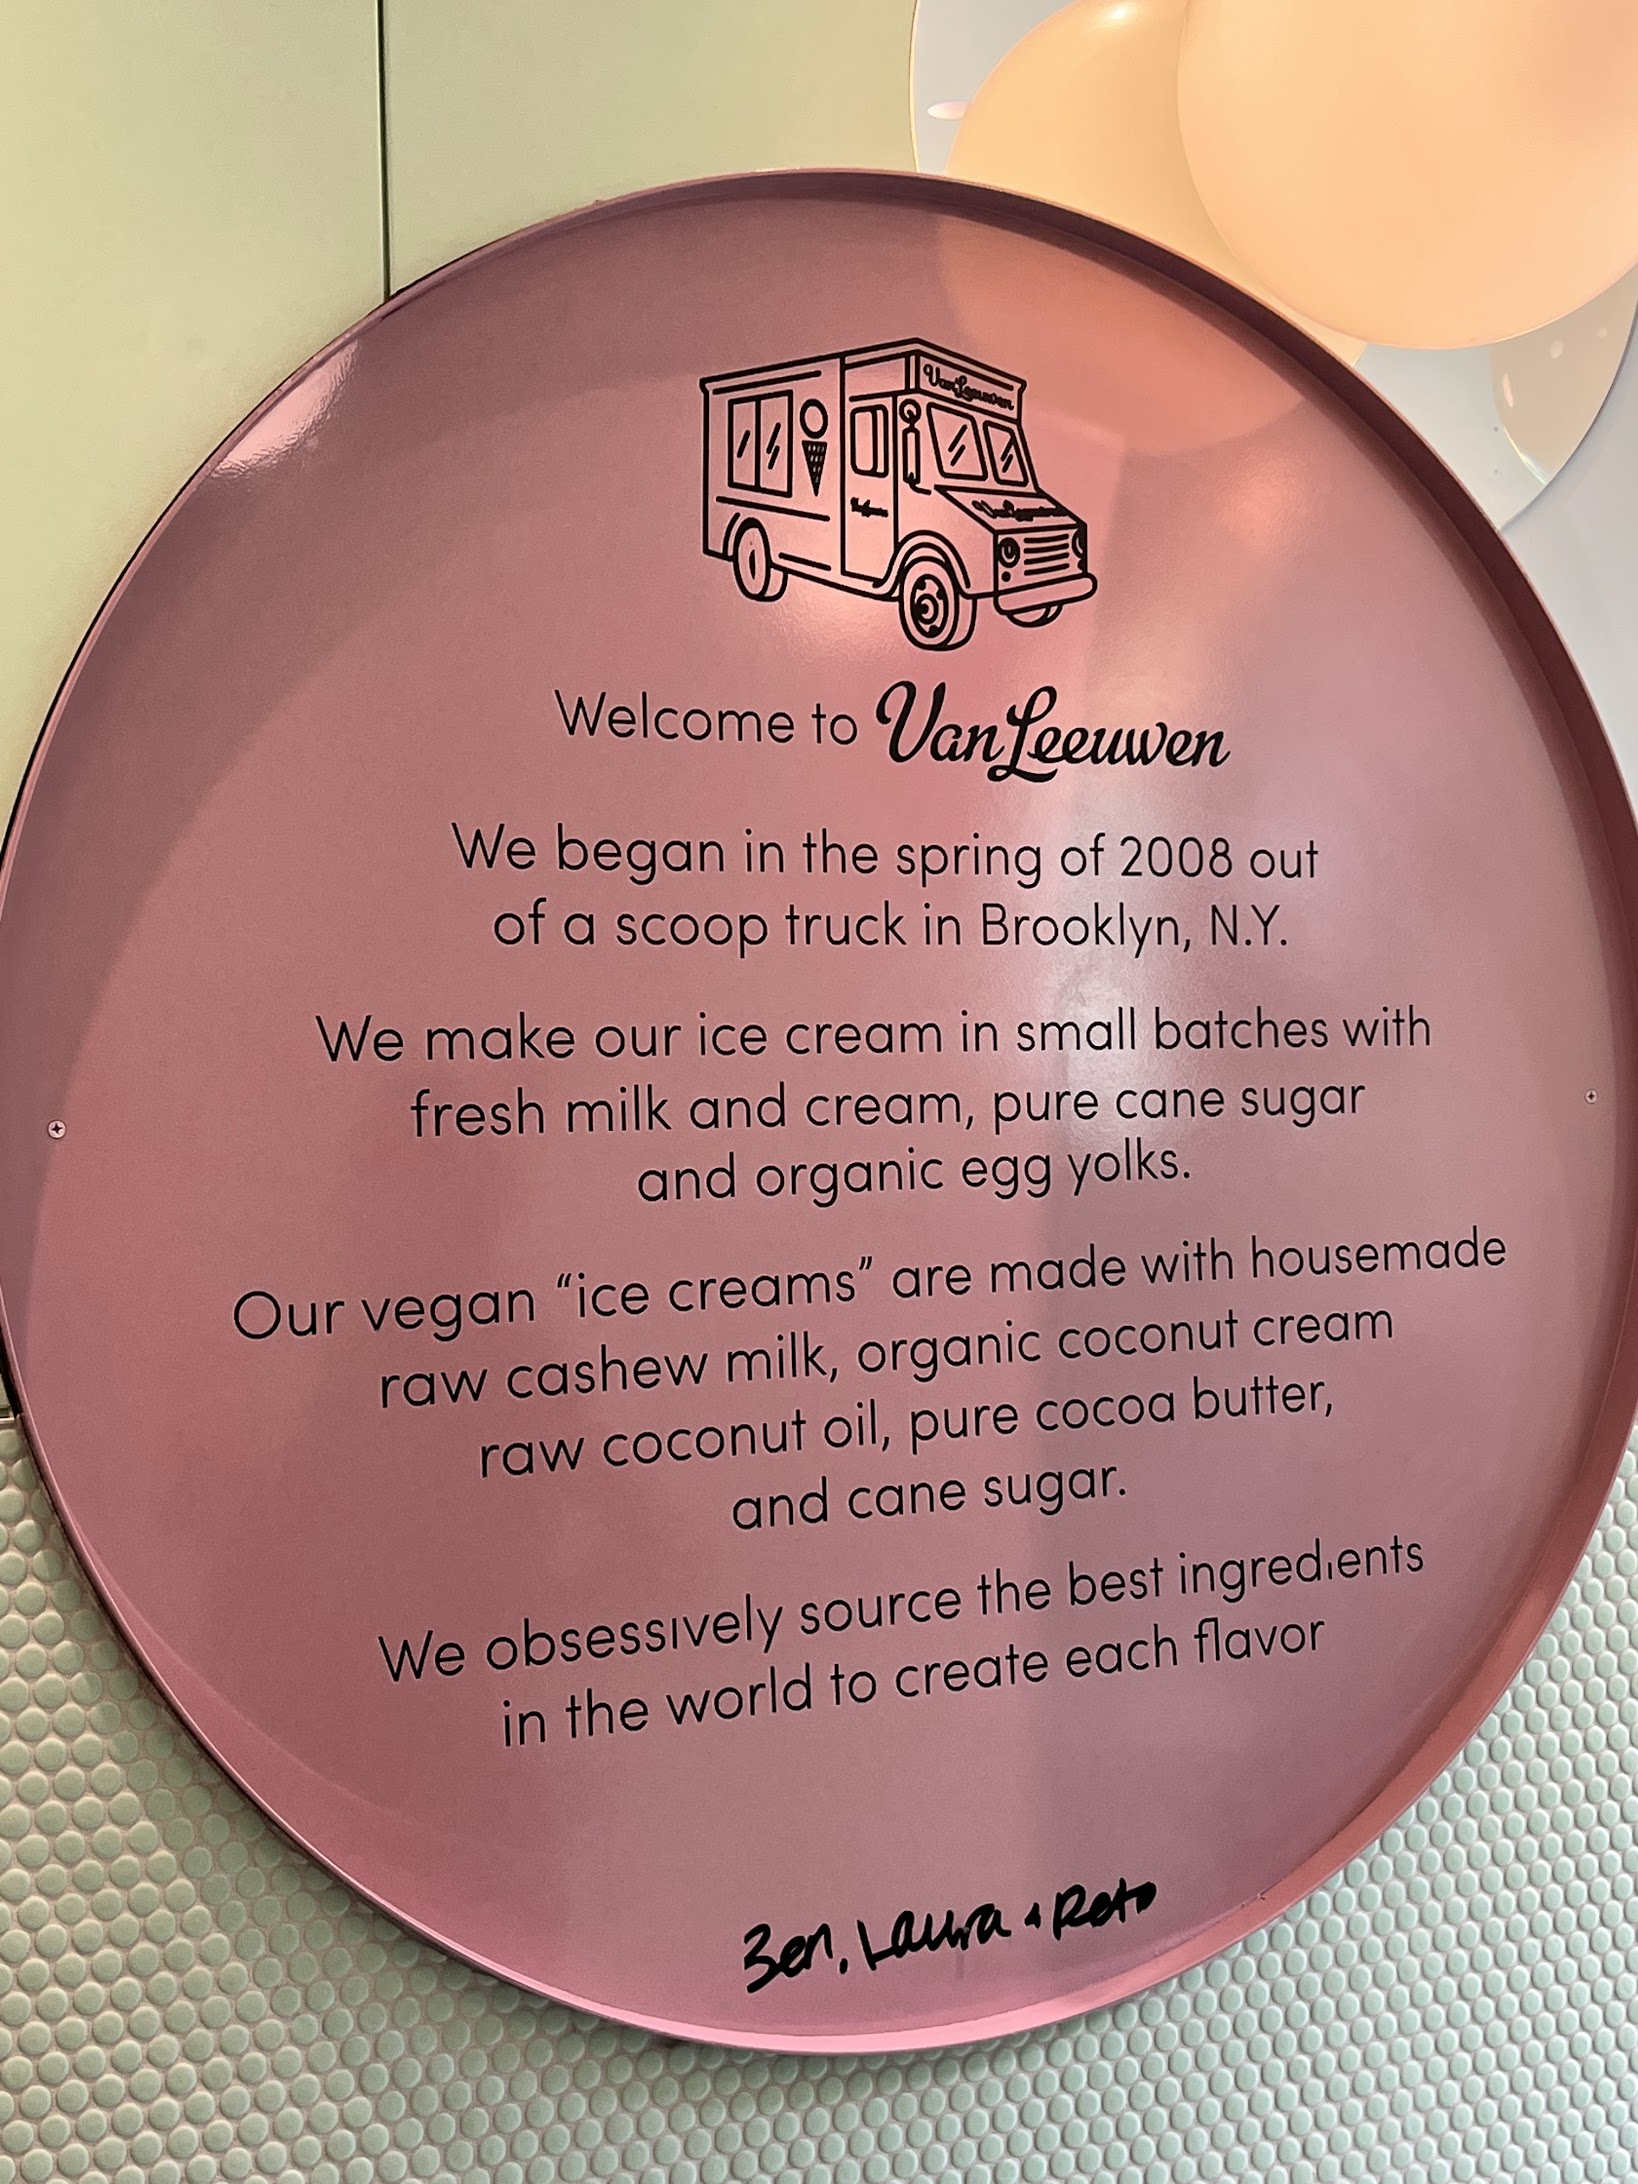 VanLeeuwen
Welcome to VanLeeuwen
We began in the spring of 2008 out
of a scoop truck in Brooklyn, N.Y.
We make our ice cream in small batches with
fresh milk and cream, pure cane sugar
and organic egg yolks.
Our vegan “ice creams” are made with housemade
raw cashew milk, organic coconut cream
raw coconut oil, pure cocoa butter,
and cane sugar.
We obsessively source the best ingredients
in the world to create each flavor
Ben, Laura + Pete